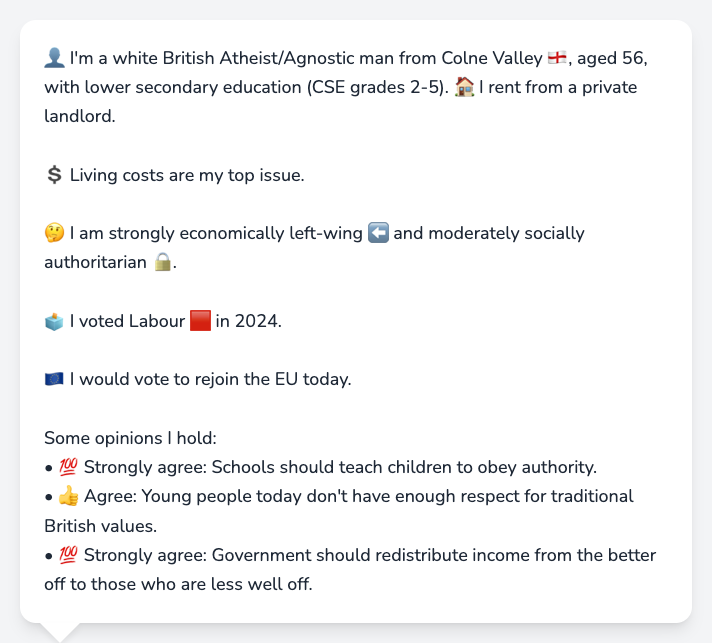 👤 I'm a white British Atheist/Agnostic man from Colne Valley 🏴󠁧󠁢󠁥󠁮󠁧󠁿, aged 56,
with lower secondary education (CSE grades 2-5). 🏠 I rent from a private
landlord.
💲 Living costs are my top issue.
🤔 I am strongly economically left-wing ⬅️ and moderately socially
authoritarian 🔒.
🗳️ I voted Labour 🟥 in 2024.
🇪🇺 I would vote to rejoin the EU today.
Some opinions I hold:
• 💯 Strongly agree: Schools should teach children to obey authority.
• 👍 Agree: Young people today don't have enough respect for traditional
British values.
• 💯 Strongly agree: Government should redistribute income from the better
off to those who are less well off.